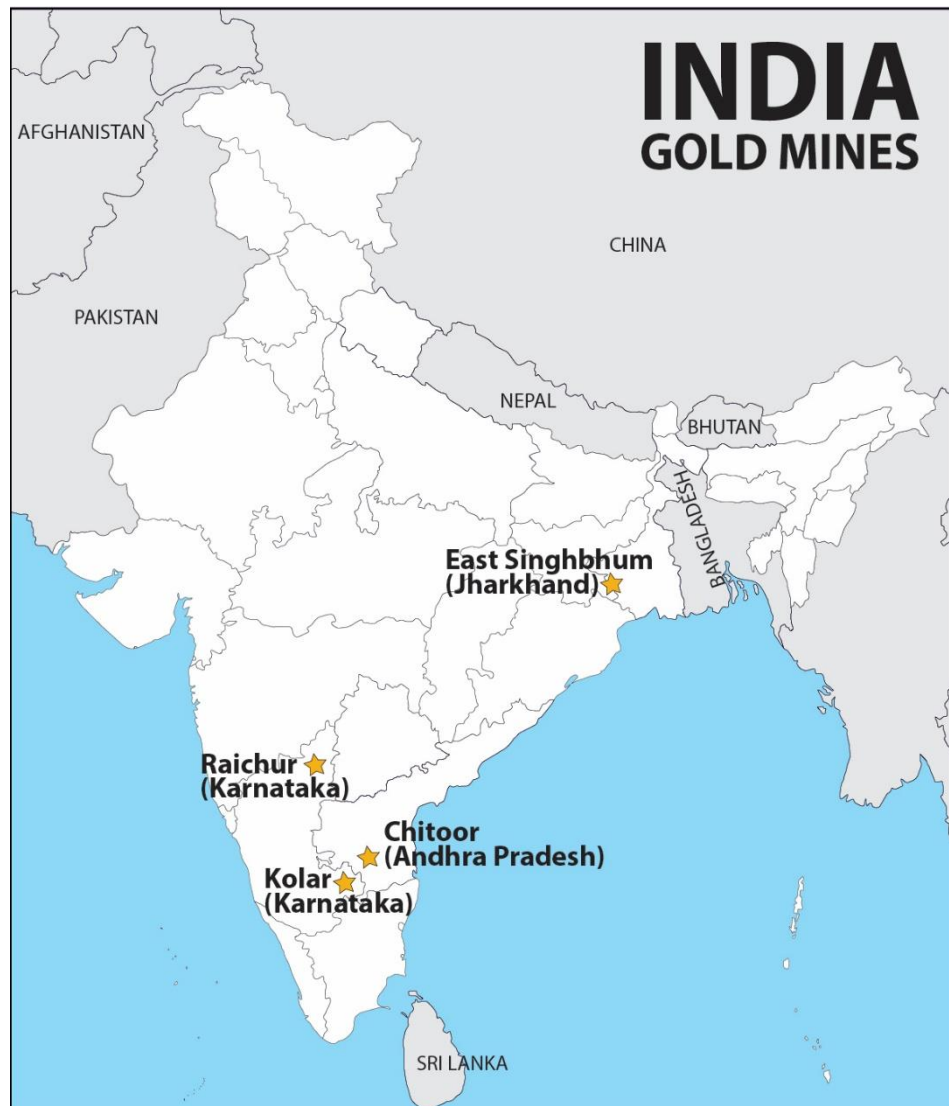 INDIA
GOLD MINES
AFGHANISTAN
CHINA
PAKISTAN
NEPAL
BHUTAN
BANGLADESH
East Singhbhum
(Jharkhand)
Raichur
(Karnataka)
Chitoor
(Andhra Pradesh)
Kolar
(Karnataka)
SRI LANKA